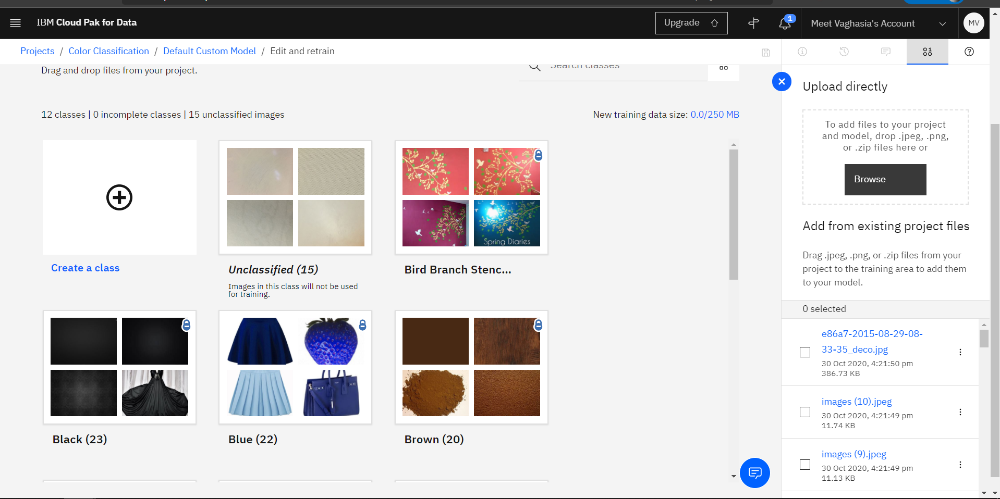 IBM Cloud Pak for Data
Upgrade
1
Meet Vaghasia's Account
MV
Projects / Color Classification / Default Custom Model / Edit and retrain
Drag and drop files from your project.
Search classes
12 classes | 0 incomplete classes | 15 unclassified images
New training data size: 0.0/250 MB
Create a class
Unclassified (15)
Images in this class will not be used
for training.
Spring Diaries
Bird Branch Stenc...
Black (23)
Blue (22)
Brown (20)
Upload directly
To add files to your project
and model, drop .jpeg, .png,
or .zip files here or
Browse
Add from existing project files
Drag .jpeg, .png, or .zip files from your
project to the training area to add them
to your model.
0 selected
e86a7-2015-08-29-08-
33-35_deco.jpg
30 Oct 2020, 4:21:50 pm
386.73 KB
images (10).jpeg
30 Oct 2020, 4:21:49 pm
11.74 KB
images (9).jpeg
30 Oct 2020, 4:21:49 pm
11.13 KB